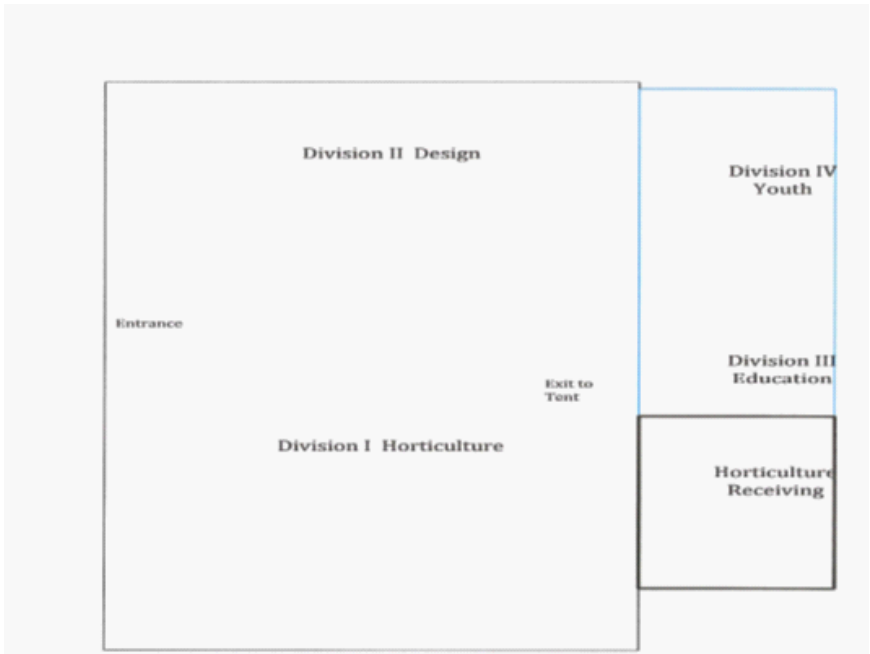 Division II Design
Division IV
Youth
Entrance
Division III
Education
Exit to
Tent
Division I Horticulture
Horticulture
Receiving